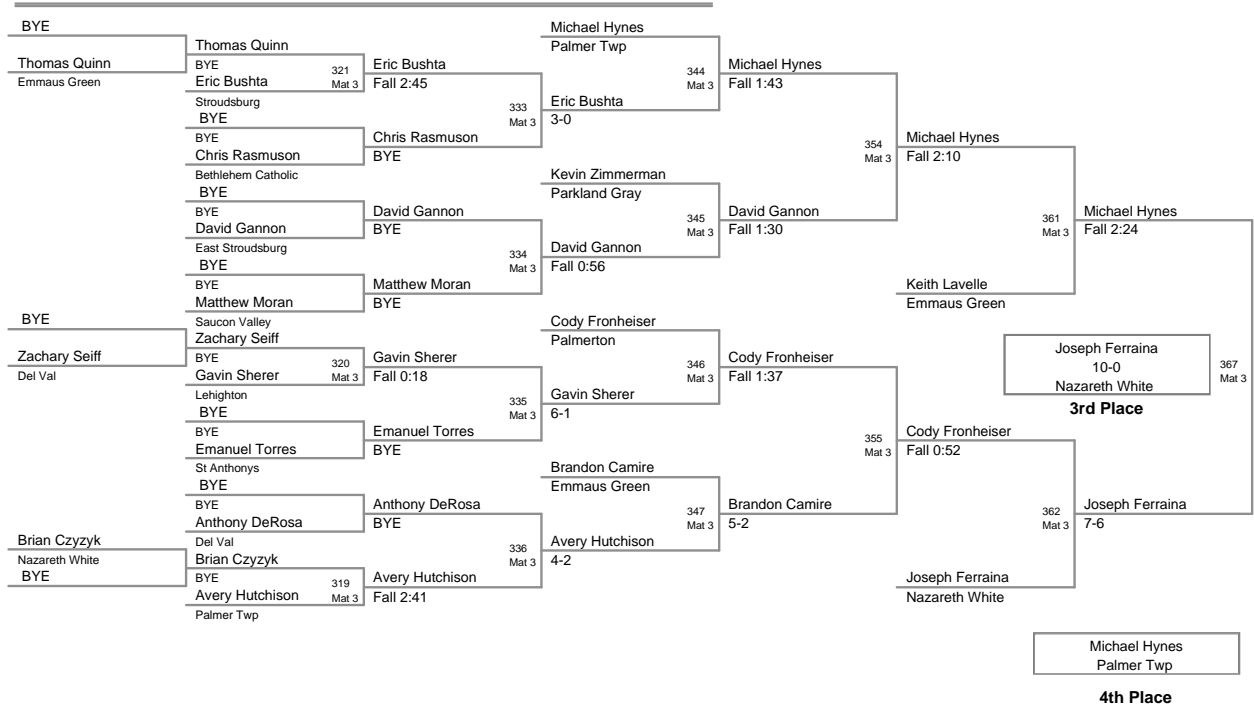 BYE
Thomas Quinn
Emmaus Green
Thomas Quinn
BYE
Eric Bushta
Stroudsburg
321
Mat 3
BYE
BYE
Chris Rasmuson
Bethlehem Catholic
BYE
BYE
David Gannon
East Stroudsburg
BYE
BYE
Matthew Moran
Saucon Valley
BYE
Zachary Seiff
Del Val
Zachary Seiff
BYE
Gavin Sherer
Lehighton
320
Mat 3
BYE
BYE
Emanuel Torres
St Anthonys
BYE
BYE
Anthony DeRosa
Del Val
Brian Czyzyk
Nazareth White
BYE
Brian Czyzyk
BYE
Avery Hutchison
Palmer Twp
319
Mat 3
Eric Bushta
Fall 2:45
Chris Rasmuson
BYE
333
Mat 3
David Gannon
BYE
Matthew Moran
BYE
334
Mat 3
Gavin Sherer
Fall 0:18
Emanuel Torres
BYE
335
Mat 3
Anthony DeRosa
BYE
Avery Hutchison
Fall 2:41
336
Mat 3
Michael Hynes
Palmer Twp
Eric Bushta
3-0
344
Mat 3
Kevin Zimmerman
Parkland Gray
David Gannon
Fall 0:56
345
Mat 3
Cody Fronheiser
Palmerton
Gavin Sherer
6-1
346
Mat 3
Brandon Camire
Emmaus Green
Avery Hutchison
4-2
347
Mat 3
Michael Hynes
Fall 1:43
David Gannon
Fall 1:30
354
Mat 3
Cody Fronheiser
Fall 1:37
Brandon Camire
5-2
355
Mat 3
Michael Hynes
Fall 2:10
Keith Lavelle
Emmaus Green
361
Mat 3
Cody Fronheiser
Fall 0:52
Joseph Ferraina
Nazareth White
362
Mat 3
Michael Hynes
Fall 2:24
Joseph Ferraina
7-6
367
Mat 3
Joseph Ferraina
10-0
Nazareth White
3rd Place
Michael Hynes
Palmer Twp
4th Place